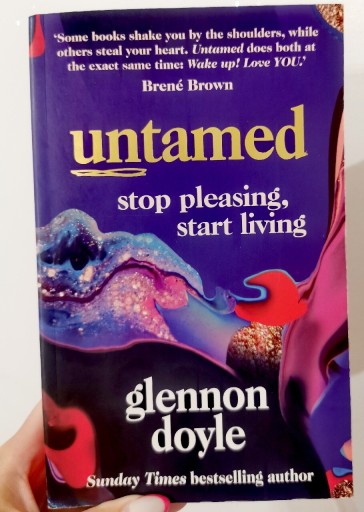 'Some books shake you by the shoulders, while
others steal your heart. Untamed does both at
the exact same time: Wake up! Love YOU.'
Brené Brown
untamed
stop pleasing,
start living
glennon
doyle
Sunday Times bestselling author